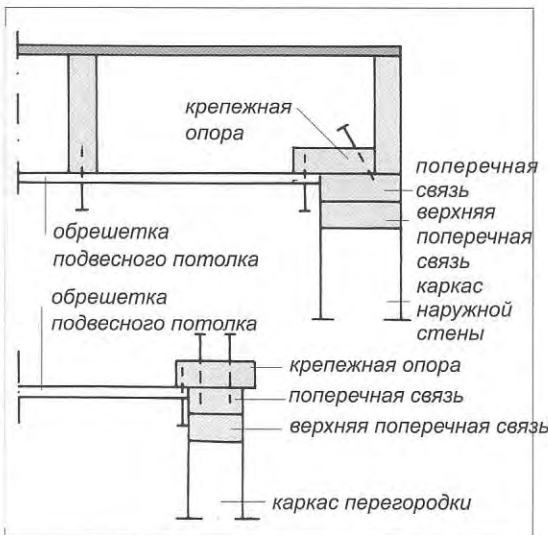 крепежная
опора
поперечная
связь
верхняя
поперечная
связь
каркас
наружной
стены
обрешетка
подвесного потолка
обрешетка
подвесного потолка
крепежная опора
поперечная связь
верхняя поперечная связь
каркас перегородки